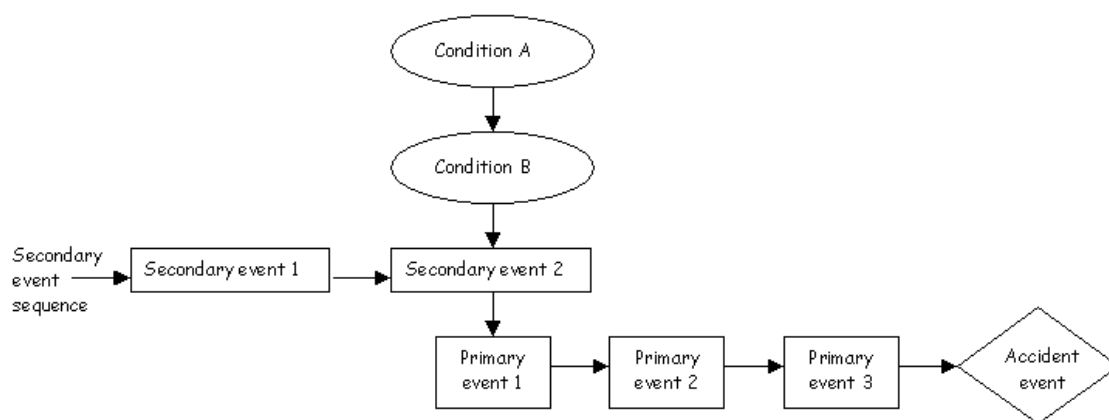 Condition A
Condition B
Secondary
event
sequence
Secondary event 1
Secondary event 2
Primary
event 1
Primary
event 2
Primary
event 3
Accident
event